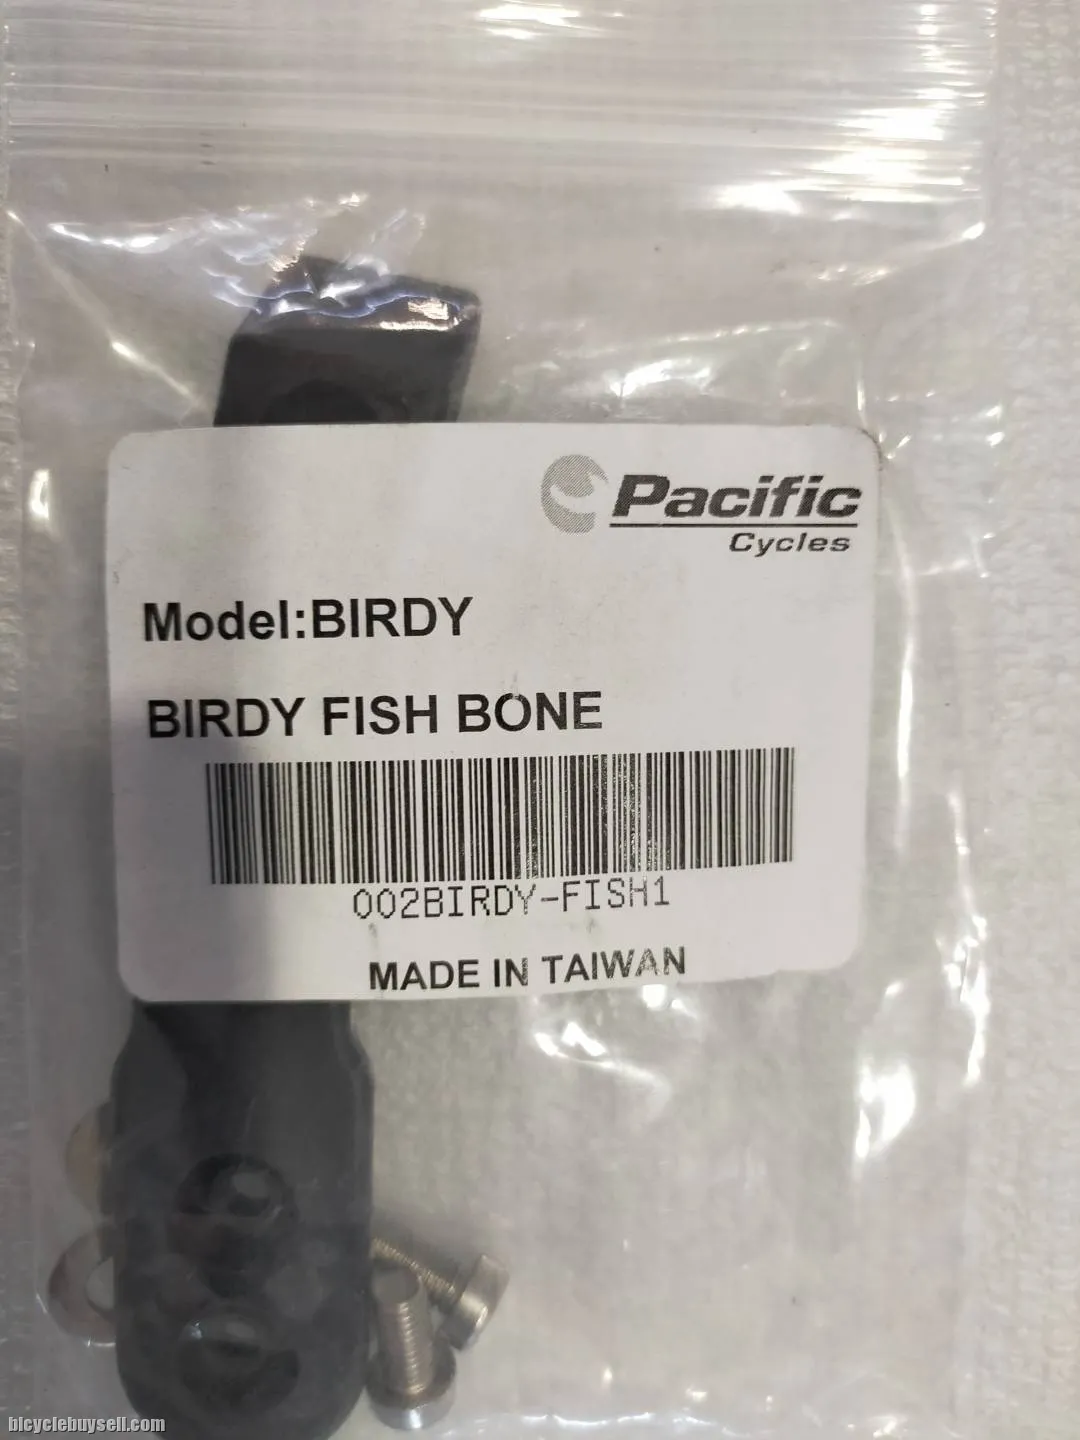 Pacific
Cycles
Model:BIRDY
BIRDY FISH BONE
002BIRDY-FISH1
MADE IN TAIWAN
bicyclebuysell.com